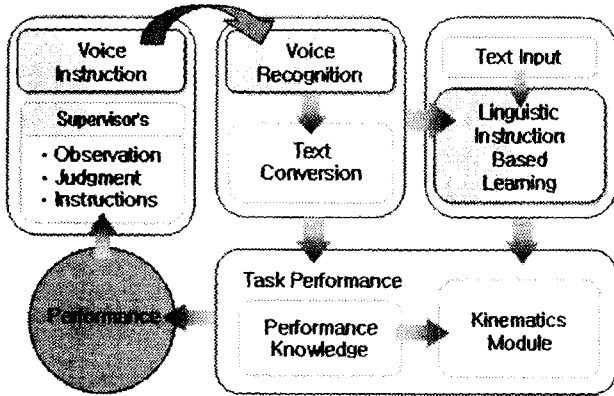 Voice
Instruction
Supervisor's
• Observation
• Judgment
• Instructions
Voice
Recognition
Text
Conversion
Text Input
Linguistic
Instruction
Based
Learning
Performance
Task Performance
Performance
Knowledge
Kinematics
Module